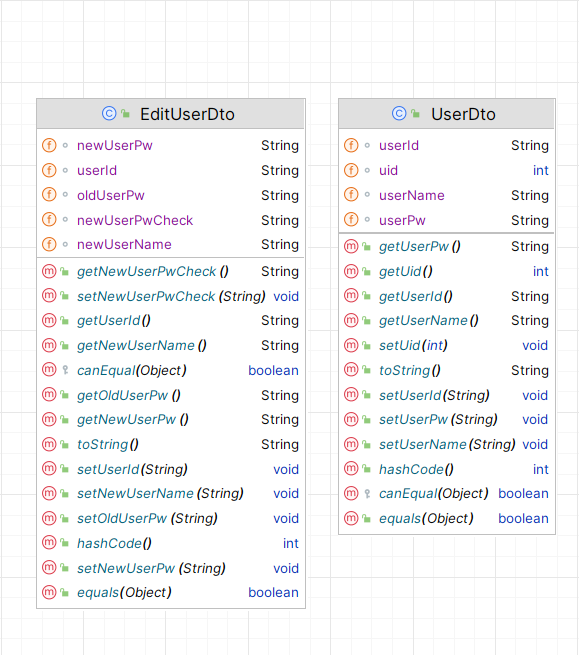 EditUserDto
newUserPw String
userId String
oldUserPw String
newUserPwCheck String
newUserName String
getNewUserPwCheck () String
setNewUserPwCheck (String) void
getUserId() String
getNewUserName () String
canEqual(Object) boolean
getOldUserPw () String
getNewUserPw () String
toString() String
setUserId(String) void
setNewUserName (String) void
setOldUserPw (String) void
hashCode() int
setNewUserPw (String) void
equals(Object) boolean
UserDto
userId String
uid int
userName String
userPw String
getUserPw () String
getUid() int
getUserId() String
getUserName () String
setUid(int) void
toString() String
setUserId(String) void
setUserPw (String) void
setUserName (String) void
hashCode() int
canEqual(Object) boolean
equals(Object) boolean